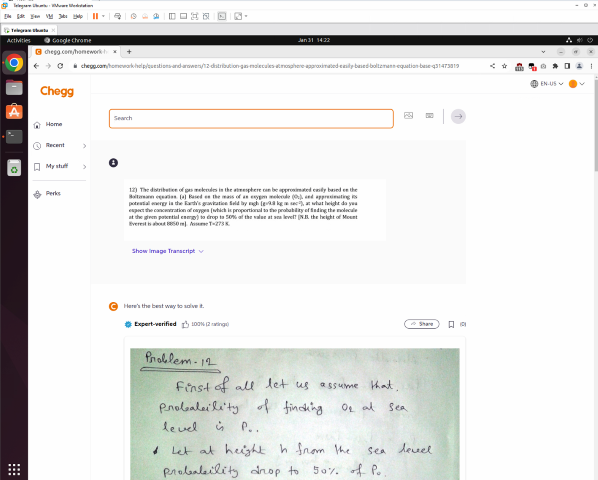 Telegram Ubuntu - VMware Workstation
File Edit View VM Tabs Help
Telegram Ubuntu
Activities Google Chrome Jan 31 14:22
chegg.com/homework-h
chegg.com/homework-help/questions-and-answers/12-distribution-gas-molecules-atmosphere-approximated-easily-based-boltzmann-equation-base-q31473819
Chegg
EN-US
Search
Home
Recent
My stuff
Perks
12) The distribution of gas molecules in the atmosphere can be approximated easily based on the
Boltzmann equation. (a) Based on the mass of an oxygen molecule (O₂), and approximating its
potential energy in the Earth's gravitation field by mgh (g=9.8 kg m sec⁻²), at what height do you
expect the concentration of oxygen (which is proportional to the probability of finding the molecule
at the given potential energy) to drop to 50% of the value at sea level? [N.B. the height of Mount
Everest is about 8850 m]. Assume T=273 K.
Show Image Transcript
Here's the best way to solve it.
Expert-verified 100% (2 ratings) Share (0)
Problem-12
First of all let us assume that
probability of finding O₂ at sea
level is P₀.
Let at height h from the sea level
probability drop to 50% of P₀